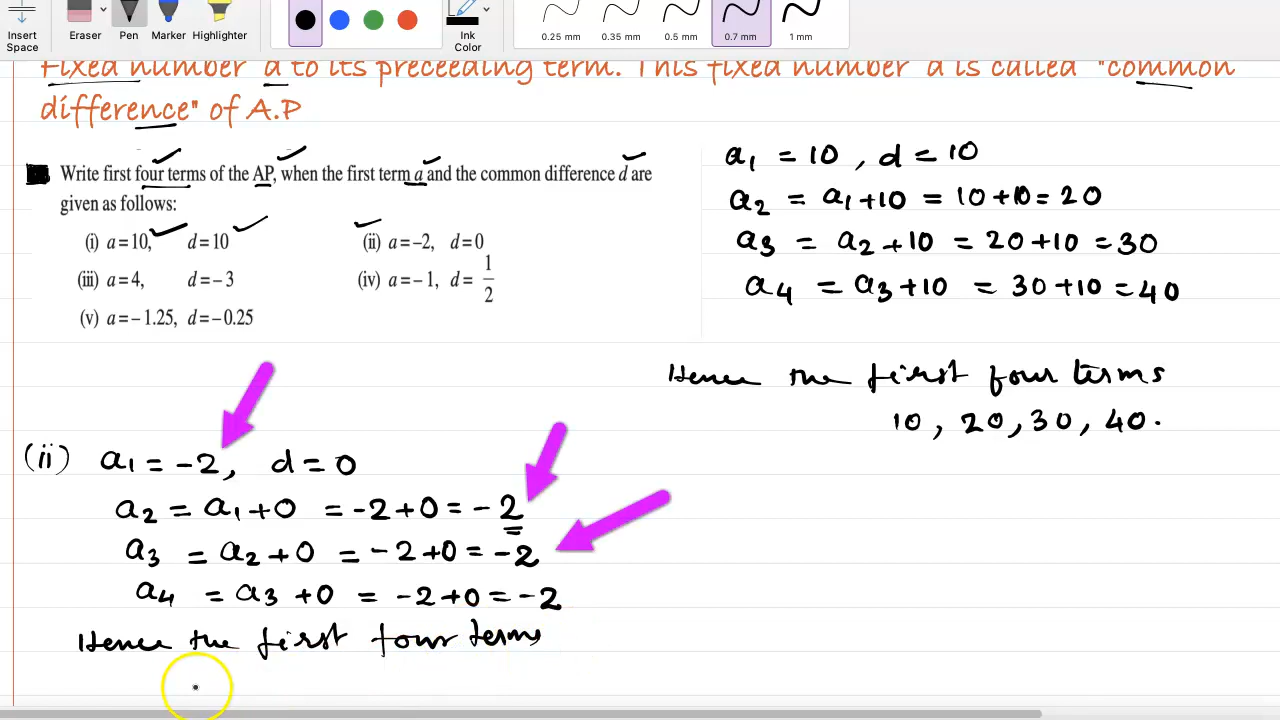 Insert Space
Eraser
Pen
Marker
Highlighter
Ink Color
0.25 mm
0.35 mm
0.5 mm
0.7 mm
1 mm
Fixed number 'd' to its preceeding term. This fixed number 'd' is called "common
difference" of A.P
Write first four terms of the AP, when the first term a and the common difference d are
given as follows:
(i) a = 10, d = 10 (ii) a = –2, d = 0
(iii) a = 4, d = – 3 (iv) a = – 1, d = 1/2
(v) a = – 1.25, d = – 0.25
a1 = 10 , d = 10
a2 = a1+10 = 10+10 = 20
a3 = a2+10 = 20+10 = 30
a4 = a3+10 = 30+10 = 40
Hence the first four terms
10 , 20 , 30 , 40 .
(ii) a1 = -2, d = 0
a2 = a1+0 = -2+0 = -2
a3 = a2+0 = -2+0 = -2
a4 = a3+0 = -2+0 = -2
Hence the first four terms